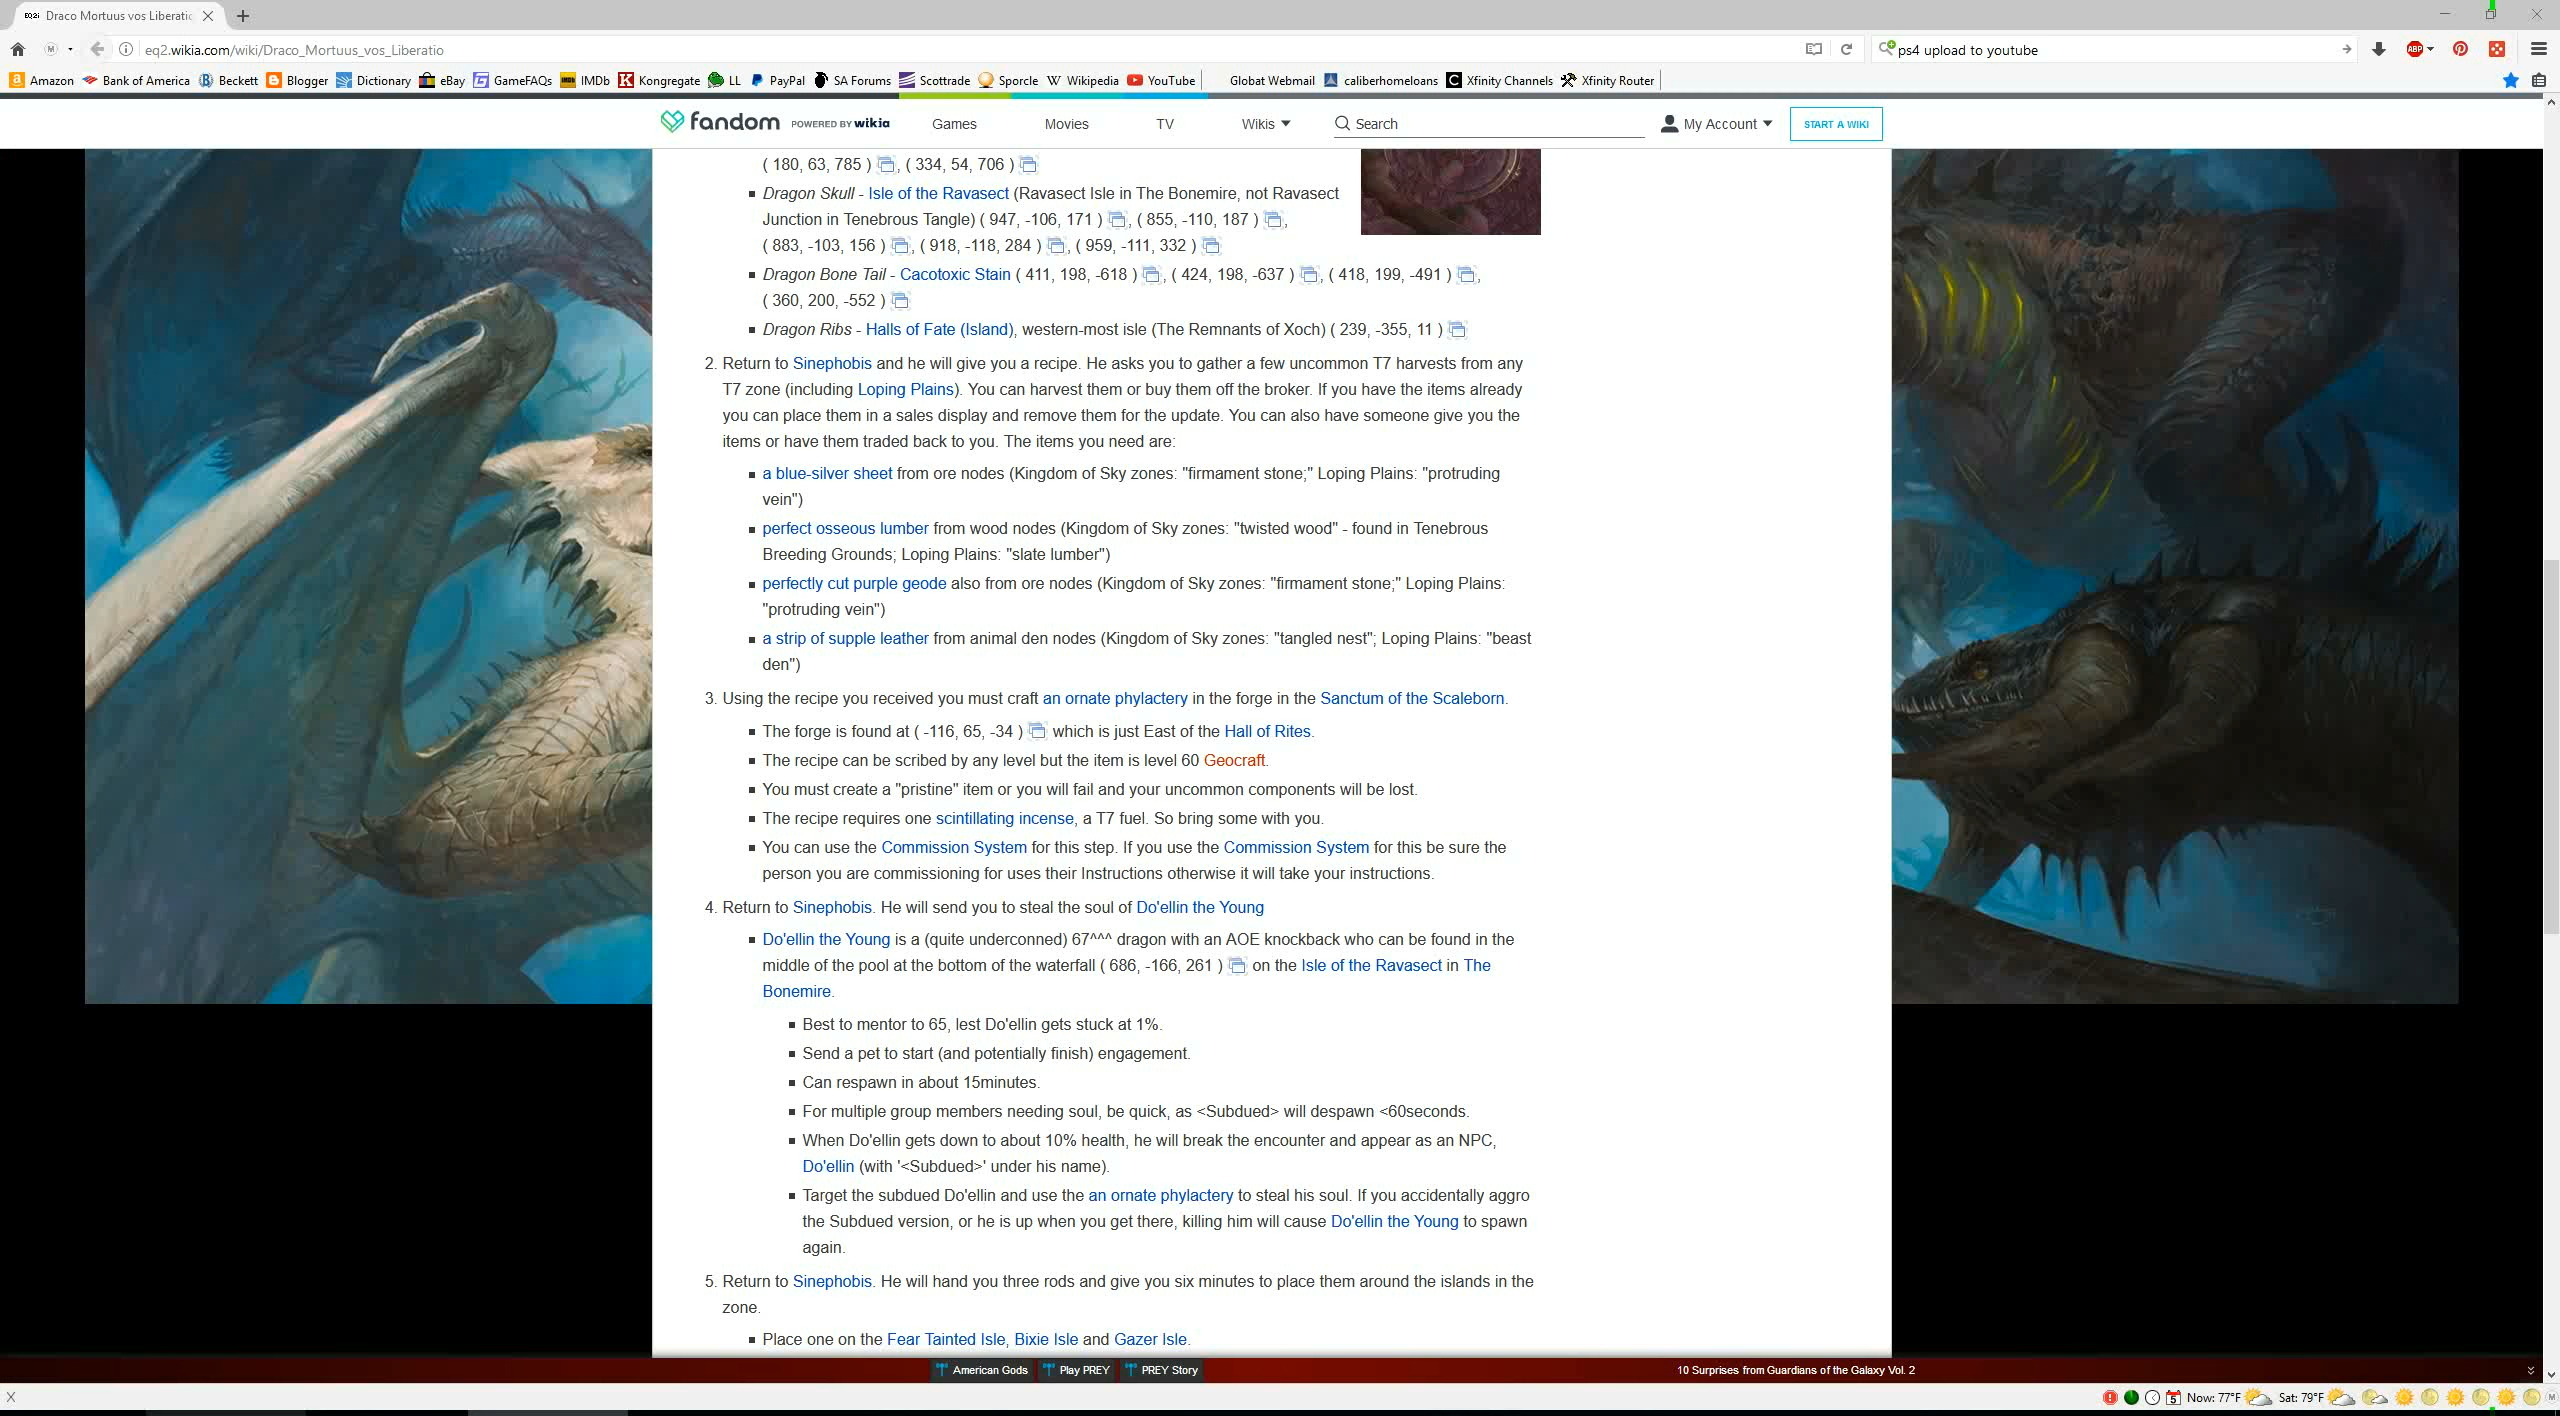 EQ2i Draco Mortuus vos Liberatio
eq2.wikia.com/wiki/Draco_Mortuus_vos_Liberatio
ps4 upload to youtube
Amazon Bank of America Beckett Blogger Dictionary eBay GameFAQs IMDb Kongregate LL PayPal SA Forums Scottrade Sporcle Wikipedia YouTube Globat Webmail caliberhomeloans Xfinity Channels Xfinity Router
fandom POWERED BY wikia Games Movies TV Wikis Search My Account START A WIKI
( 180, 63, 785 ) , ( 334, 54, 706 )
Dragon Skull - Isle of the Ravasect (Ravasect Isle in The Bonemire, not Ravasect
Junction in Tenebrous Tangle) ( 947, -106, 171 ) , ( 855, -110, 187 ) ,
( 883, -103, 156 ) , ( 918, -118, 284 ) , ( 959, -111, 332 )
Dragon Bone Tail - Cacotoxic Stain ( 411, 198, -618 ) , ( 424, 198, -637 ) , ( 418, 199, -491 ) ,
( 360, 200, -552 )
Dragon Ribs - Halls of Fate (Island), western-most isle (The Remnants of Xoch) ( 239, -355, 11 )
2. Return to Sinephobis and he will give you a recipe. He asks you to gather a few uncommon T7 harvests from any
T7 zone (including Loping Plains). You can harvest them or buy them off the broker. If you have the items already
you can place them in a sales display and remove them for the update. You can also have someone give you the
items or have them traded back to you. The items you need are:
a blue-silver sheet from ore nodes (Kingdom of Sky zones: "firmament stone;" Loping Plains: "protruding
vein")
perfect osseous lumber from wood nodes (Kingdom of Sky zones: "twisted wood" - found in Tenebrous
Breeding Grounds; Loping Plains: "slate lumber")
perfectly cut purple geode also from ore nodes (Kingdom of Sky zones: "firmament stone;" Loping Plains:
"protruding vein")
a strip of supple leather from animal den nodes (Kingdom of Sky zones: "tangled nest"; Loping Plains: "beast
den")
3. Using the recipe you received you must craft an ornate phylactery in the forge in the Sanctum of the Scaleborn.
The forge is found at ( -116, 65, -34 ) which is just East of the Hall of Rites.
The recipe can be scribed by any level but the item is level 60 Geocraft.
You must create a "pristine" item or you will fail and your uncommon components will be lost.
The recipe requires one scintillating incense, a T7 fuel. So bring some with you.
You can use the Commission System for this step. If you use the Commission System for this be sure the
person you are commissioning for uses their Instructions otherwise it will take your instructions.
4. Return to Sinephobis. He will send you to steal the soul of Do'ellin the Young
Do'ellin the Young is a (quite underconned) 67^^^ dragon with an AOE knockback who can be found in the
middle of the pool at the bottom of the waterfall ( 686, -166, 261 ) on the Isle of the Ravasect in The
Bonemire.
Best to mentor to 65, lest Do'ellin gets stuck at 1%.
Send a pet to start (and potentially finish) engagement.
Can respawn in about 15minutes.
For multiple group members needing soul, be quick, as <Subdued> will despawn <60seconds.
When Do'ellin gets down to about 10% health, he will break the encounter and appear as an NPC,
Do'ellin (with '<Subdued>' under his name).
Target the subdued Do'ellin and use the an ornate phylactery to steal his soul. If you accidentally aggro
the Subdued version, or he is up when you get there, killing him will cause Do'ellin the Young to spawn
again.
5. Return to Sinephobis. He will hand you three rods and give you six minutes to place them around the islands in the
zone.
Place one on the Fear Tainted Isle, Bixie Isle and Gazer Isle.
American Gods Play PREY PREY Story 10 Surprises from Guardians of the Galaxy Vol. 2
X 5 Now: 77°F Sat: 79°F